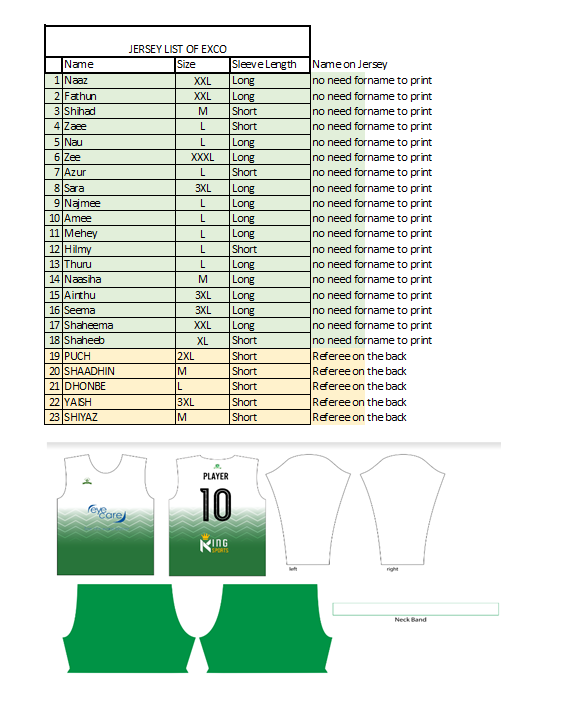 JERSEY LIST OF EXCO
Name Size Sleeve Length Name on Jersey
1 Naaz XXL Long no need forname to print
2 Fathun XXL Long no need forname to print
3 Shihad M Short no need forname to print
4 Zaee L Short no need forname to print
5 Nau L Long no need forname to print
6 Zee XXXL Long no need forname to print
7 Azur L Short no need forname to print
8 Sara 3XL Long no need forname to print
9 Najmee L Long no need forname to print
10 Amee L Long no need forname to print
11 Mehey L Long no need forname to print
12 Hilmy L Short no need forname to print
13 Thuru L Long no need forname to print
14 Naasiha M Long no need forname to print
15 Ainthu 3XL Long no need forname to print
16 Seema 3XL Long no need forname to print
17 Shaheema XXL Long no need forname to print
18 Shaheeb XL Short no need forname to print
19 PUCH 2XL Short Referee on the back
20 SHAADHIN M Short Referee on the back
21 DHONBE L Short Referee on the back
22 YAISH 3XL Short Referee on the back
23 SHIYAZ M Short Referee on the back
eye care
PLAYER
10
KING
SPORTS
left
right
Neck Band